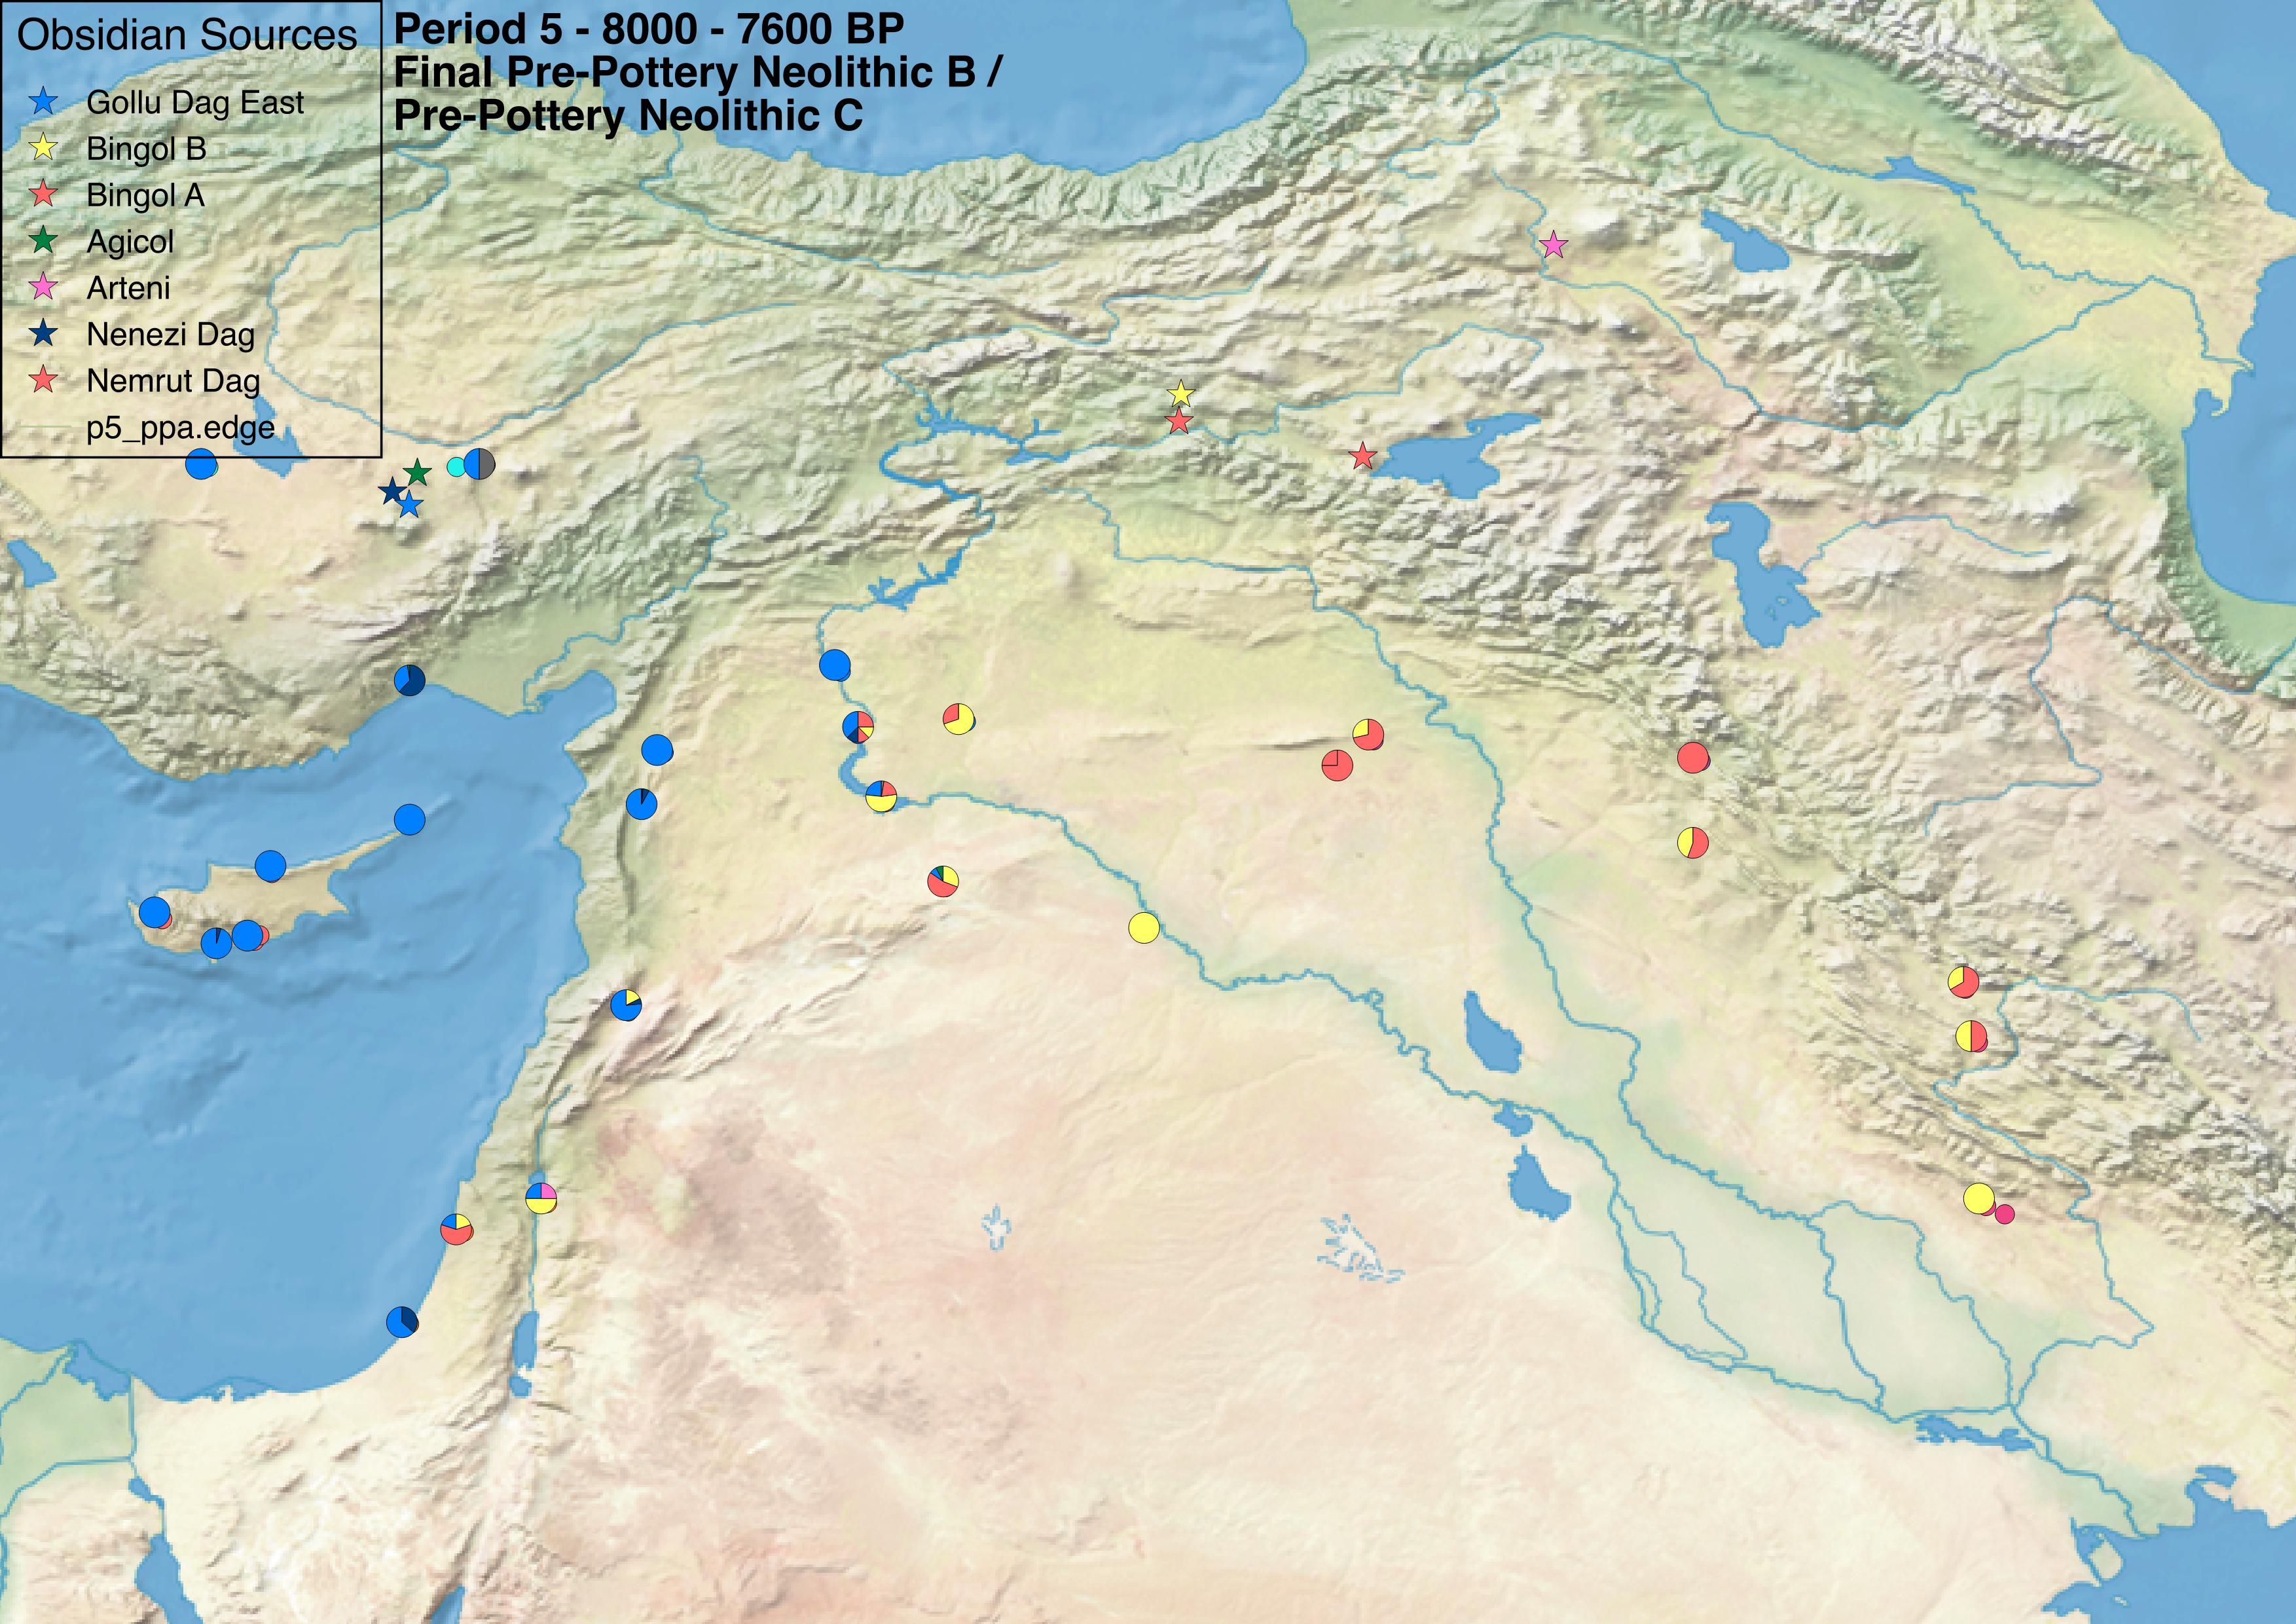 Obsidian Sources
Gollu Dag East
Bingol B
Bingol A
Agicol
Arteni
Nenezi Dag
Nemrut Dag
p5_ppa.edge
Period 5 - 8000 - 7600 BP
Final Pre-Pottery Neolithic B /
Pre-Pottery Neolithic C